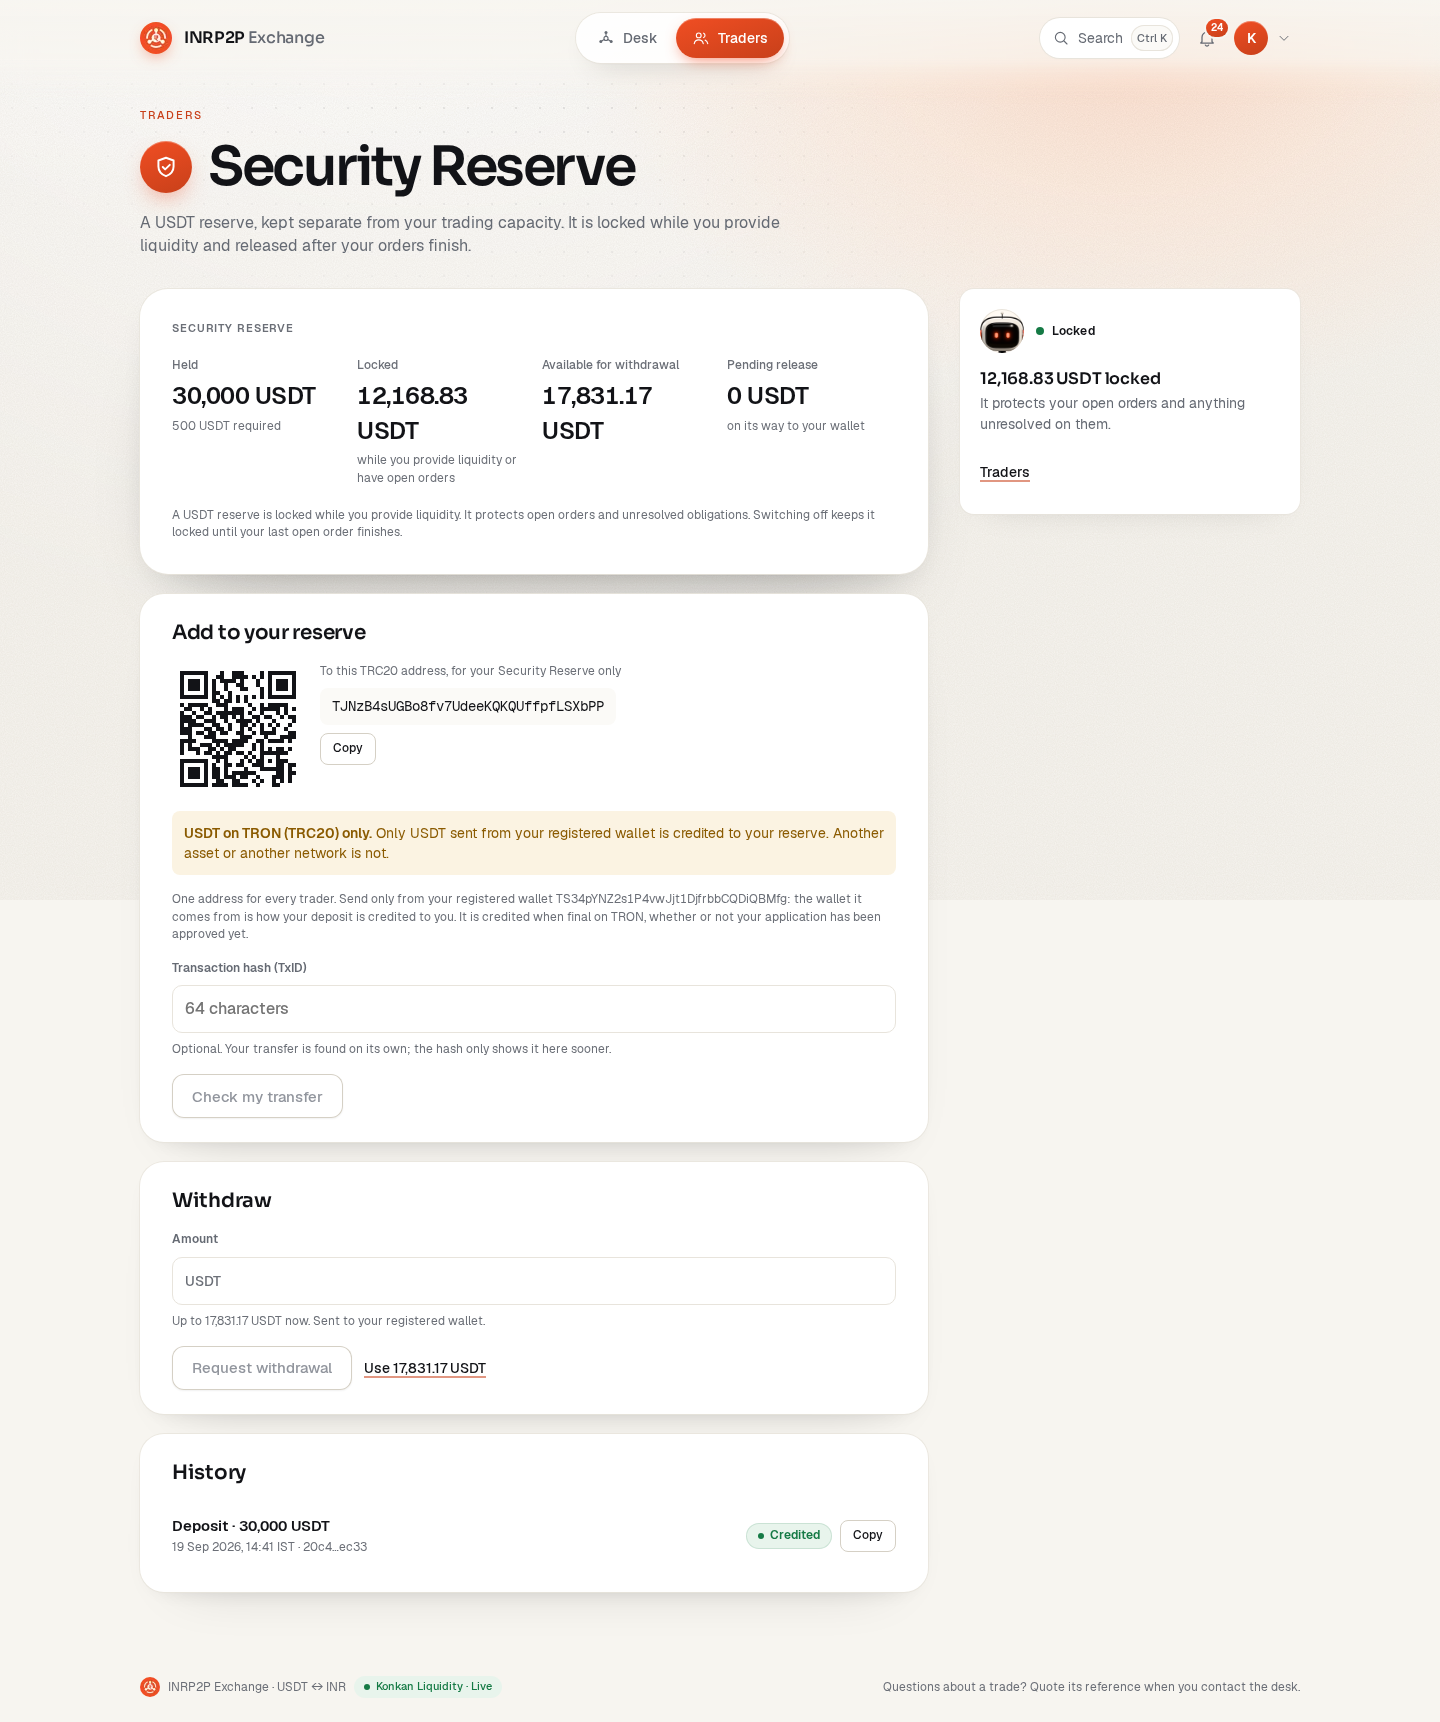 INRP2P Exchange
Desk
Traders
Search
Ctrl K
24
K
TRADERS
Security Reserve
A USDT reserve, kept separate from your trading capacity. It is locked while you provide
liquidity and released after your orders finish.
SECURITY RESERVE
Held
30,000 USDT
500 USDT required
Locked
12,168.83
USDT
while you provide liquidity or
have open orders
Available for withdrawal
17,831.17
USDT
Pending release
0 USDT
on its way to your wallet
A USDT reserve is locked while you provide liquidity. It protects open orders and unresolved obligations. Switching off keeps it
locked until your last open order finishes.
Locked
12,168.83 USDT locked
It protects your open orders and anything
unresolved on them.
Traders
Add to your reserve
To this TRC20 address, for your Security Reserve only
TJNzB4sUGBo8fv7UdeeKQKQUffpfLSXbPP
Copy
USDT on TRON (TRC20) only. Only USDT sent from your registered wallet is credited to your reserve. Another
asset or another network is not.
One address for every trader. Send only from your registered wallet TS34pYNZ2s1P4vwJjt1DjfrbbCQDiQBMfg: the wallet it
comes from is how your deposit is credited to you. It is credited when final on TRON, whether or not your application has been
approved yet.
Transaction hash (TxID)
64 characters
Optional. Your transfer is found on its own; the hash only shows it here sooner.
Check my transfer
Withdraw
Amount
USDT
Up to 17,831.17 USDT now. Sent to your registered wallet.
Request withdrawal
Use 17,831.17 USDT
History
Deposit · 30,000 USDT
19 Sep 2026, 14:41 IST · 20c4…ec33
Credited
Copy
INRP2P Exchange · USDT ↔ INR
Konkan Liquidity · Live
Questions about a trade? Quote its reference when you contact the desk.